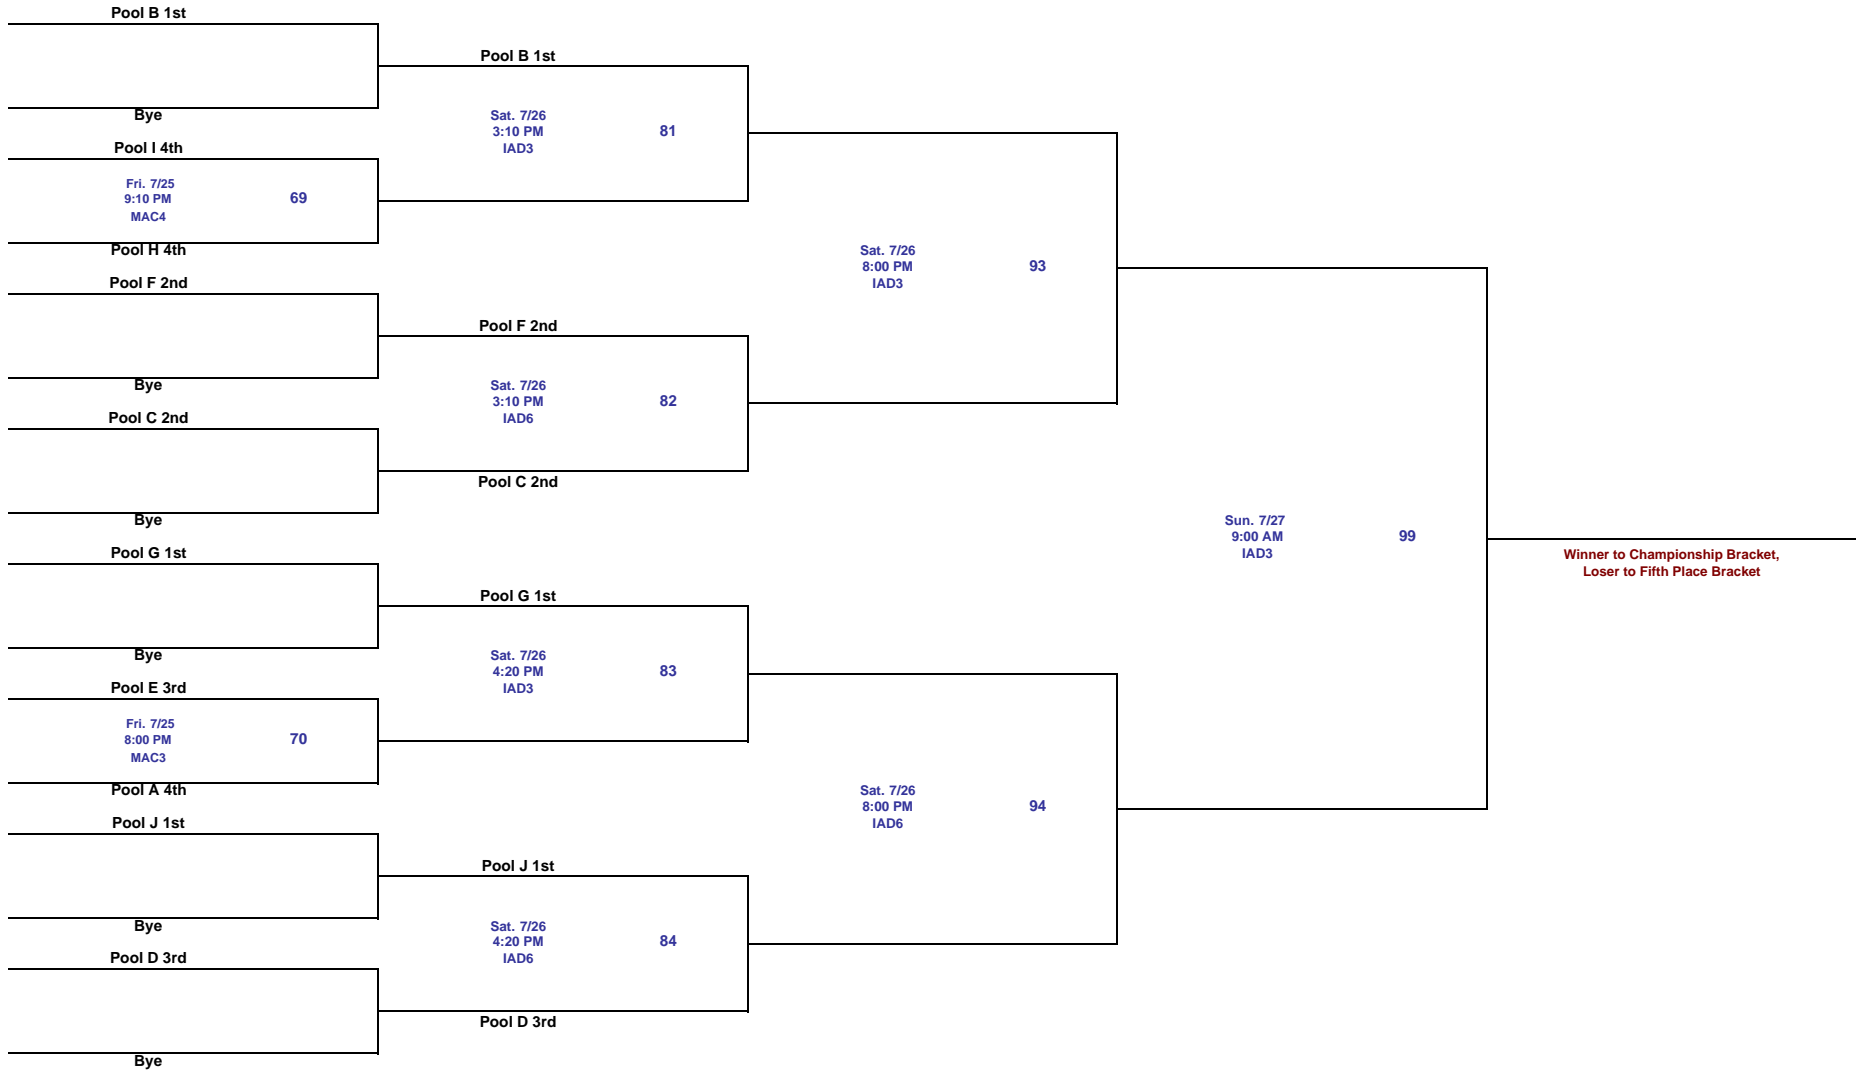 Pool B 1st
Bye
Pool I 4th
Fri. 7/25
9:10 PM
MAC4
69
Pool H 4th
Pool F 2nd
Bye
Pool C 2nd
Bye
Pool G 1st
Bye
Pool E 3rd
Fri. 7/25
8:00 PM
MAC3
70
Pool A 4th
Pool J 1st
Bye
Pool D 3rd
Bye
Pool B 1st
Sat. 7/26
3:10 PM
IAD3
81
Pool F 2nd
Sat. 7/26
3:10 PM
IAD6
82
Pool C 2nd
Pool G 1st
Sat. 7/26
4:20 PM
IAD3
83
Pool J 1st
Sat. 7/26
4:20 PM
IAD6
84
Pool D 3rd
Sat. 7/26
8:00 PM
IAD3
93
Sat. 7/26
8:00 PM
IAD6
94
Sun. 7/27
9:00 AM
IAD3
99
Winner to Championship Bracket,
Loser to Fifth Place Bracket